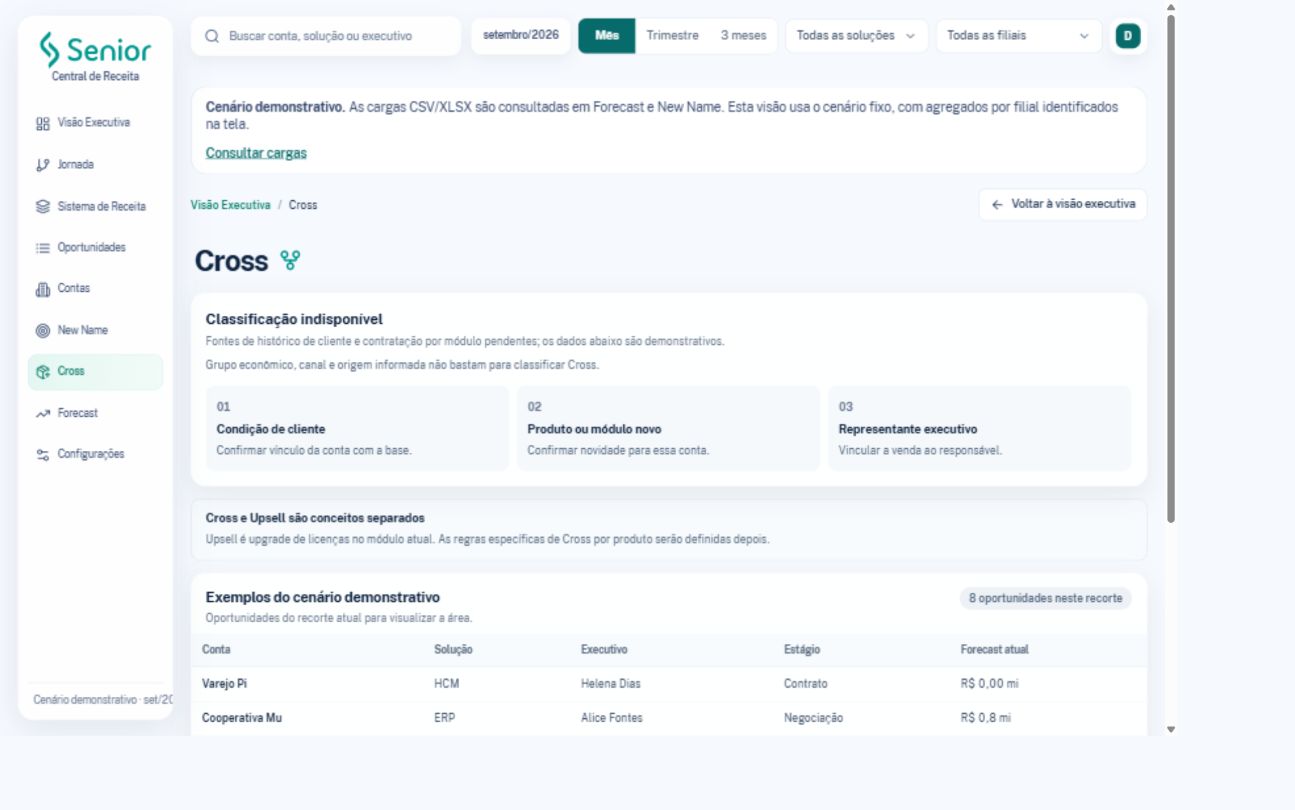 Senior
Central de Receita
Visão Executiva
Jornada
Sistema de Receita
Oportunidades
Contas
New Name
Cross
Forecast
Configurações
Cenário demonstrativo · set/20
Buscar conta, solução ou executivo
setembro/2026
Mês
Trimestre
3 meses
Todas as soluções
Todas as filiais
D
Cenário demonstrativo. As cargas CSV/XLSX são consultadas em Forecast e New Name. Esta visão usa o cenário fixo, com agregados por filial identificados
na tela.
Consultar cargas
Visão Executiva / Cross
← Voltar à visão executiva
Cross
Classificação indisponível
Fontes de histórico de cliente e contratação por módulo pendentes; os dados abaixo são demonstrativos.
Grupo econômico, canal e origem informada não bastam para classificar Cross.
01
Condição de cliente
Confirmar vínculo da conta com a base.
02
Produto ou módulo novo
Confirmar novidade para essa conta.
03
Representante executivo
Vincular a venda ao responsável.
Cross e Upsell são conceitos separados
Upsell é upgrade de licenças no módulo atual. As regras específicas de Cross por produto serão definidas depois.
Exemplos do cenário demonstrativo
Oportunidades do recorte atual para visualizar a área.
8 oportunidades neste recorte
Conta Solução Executivo Estágio Forecast atual
Varejo Pi HCM Helena Dias Contrato R$ 0,00 mi
Cooperativa Mu ERP Alice Fontes Negociação R$ 0,8 mi